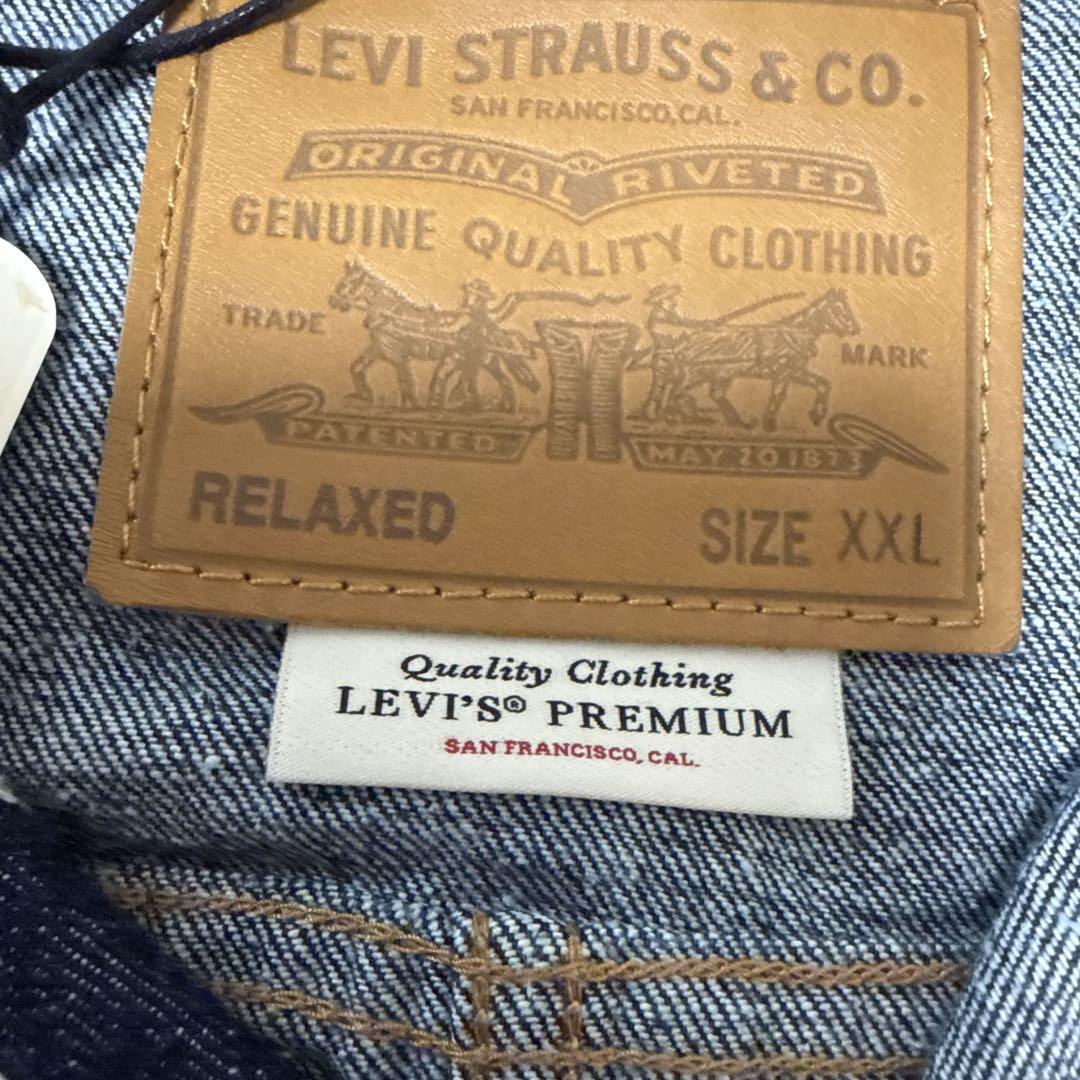 LEVI STRAUSS & CO.
SAN FRANCISCO, CAL.
ORIGINAL RIVETED
GENUINE QUALITY CLOTHING
TRADE MARK
PATENTED MAY 20 1873
RELAXED SIZE XXL
Quality Clothing
LEVI'S® PREMIUM
SAN FRANCISCO, CAL.